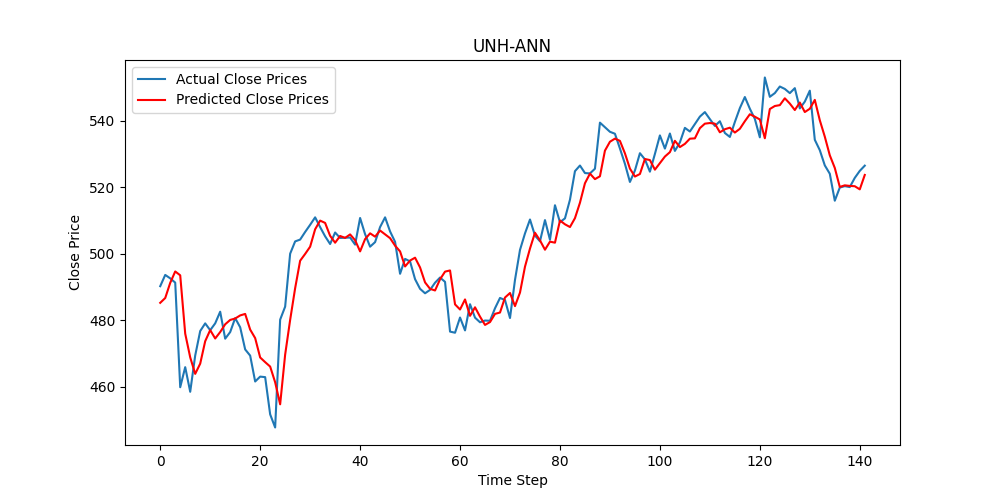 UNH-ANN
Actual Close Prices
Predicted Close Prices
Close Price
540
520
500
480
460
0 20 40 60 80 100 120 140
Time Step